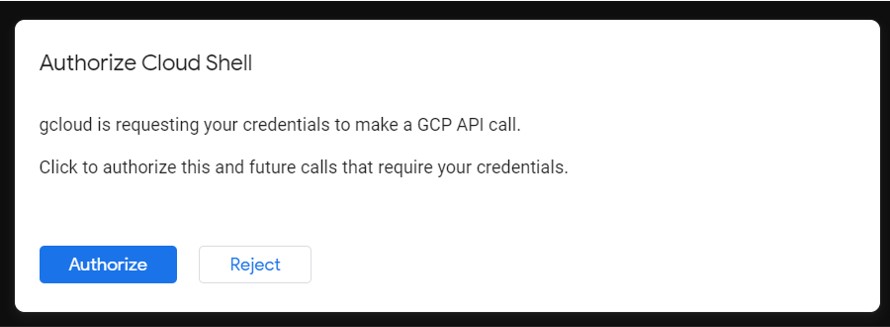 Authorize Cloud Shell
gcloud is requesting your credentials to make a GCP API call.
Click to authorize this and future calls that require your credentials.
Authorize
Reject